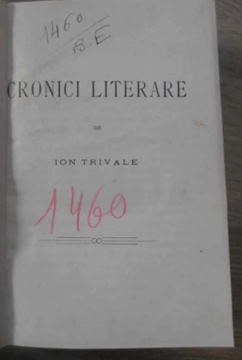 1460
B.E
CRONICI LITERARE
DE
ION TRIVALE
1460